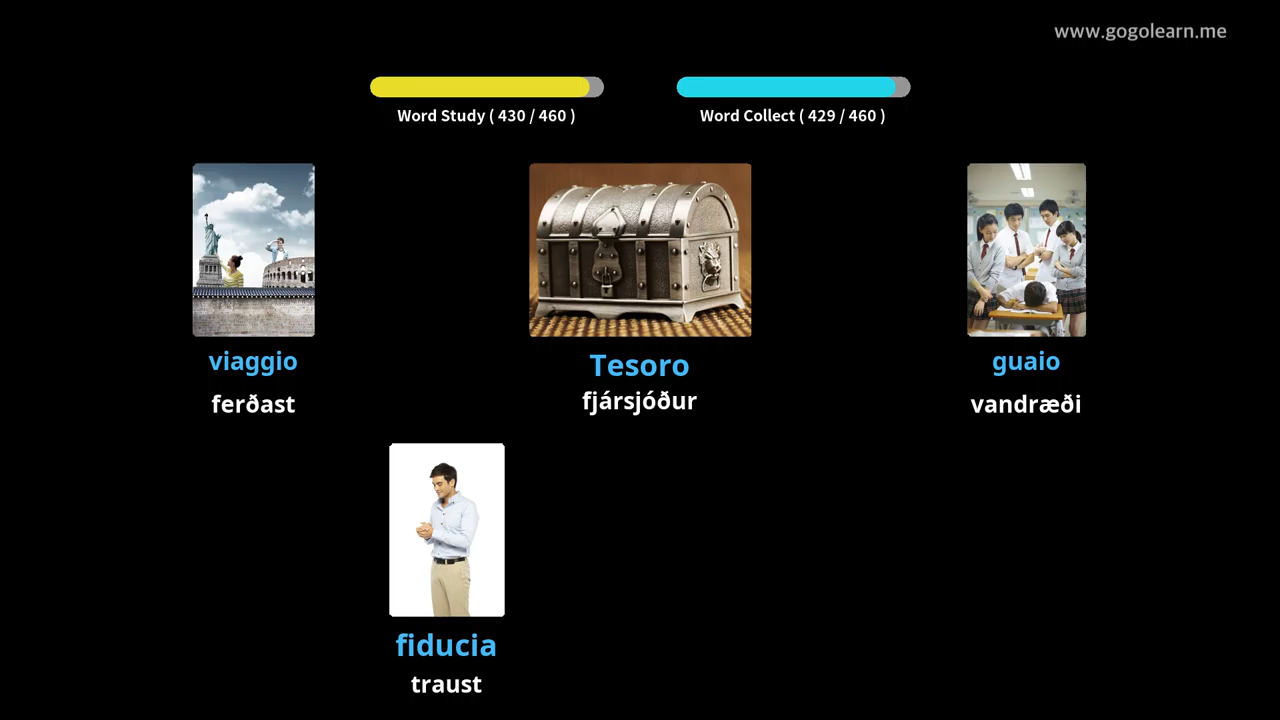 www.gogolearn.me
Word Study ( 430 / 460 )
Word Collect ( 429 / 460 )
viaggio
ferðast
Tesoro
fjársjóður
guaio
vandræði
fiducia
traust